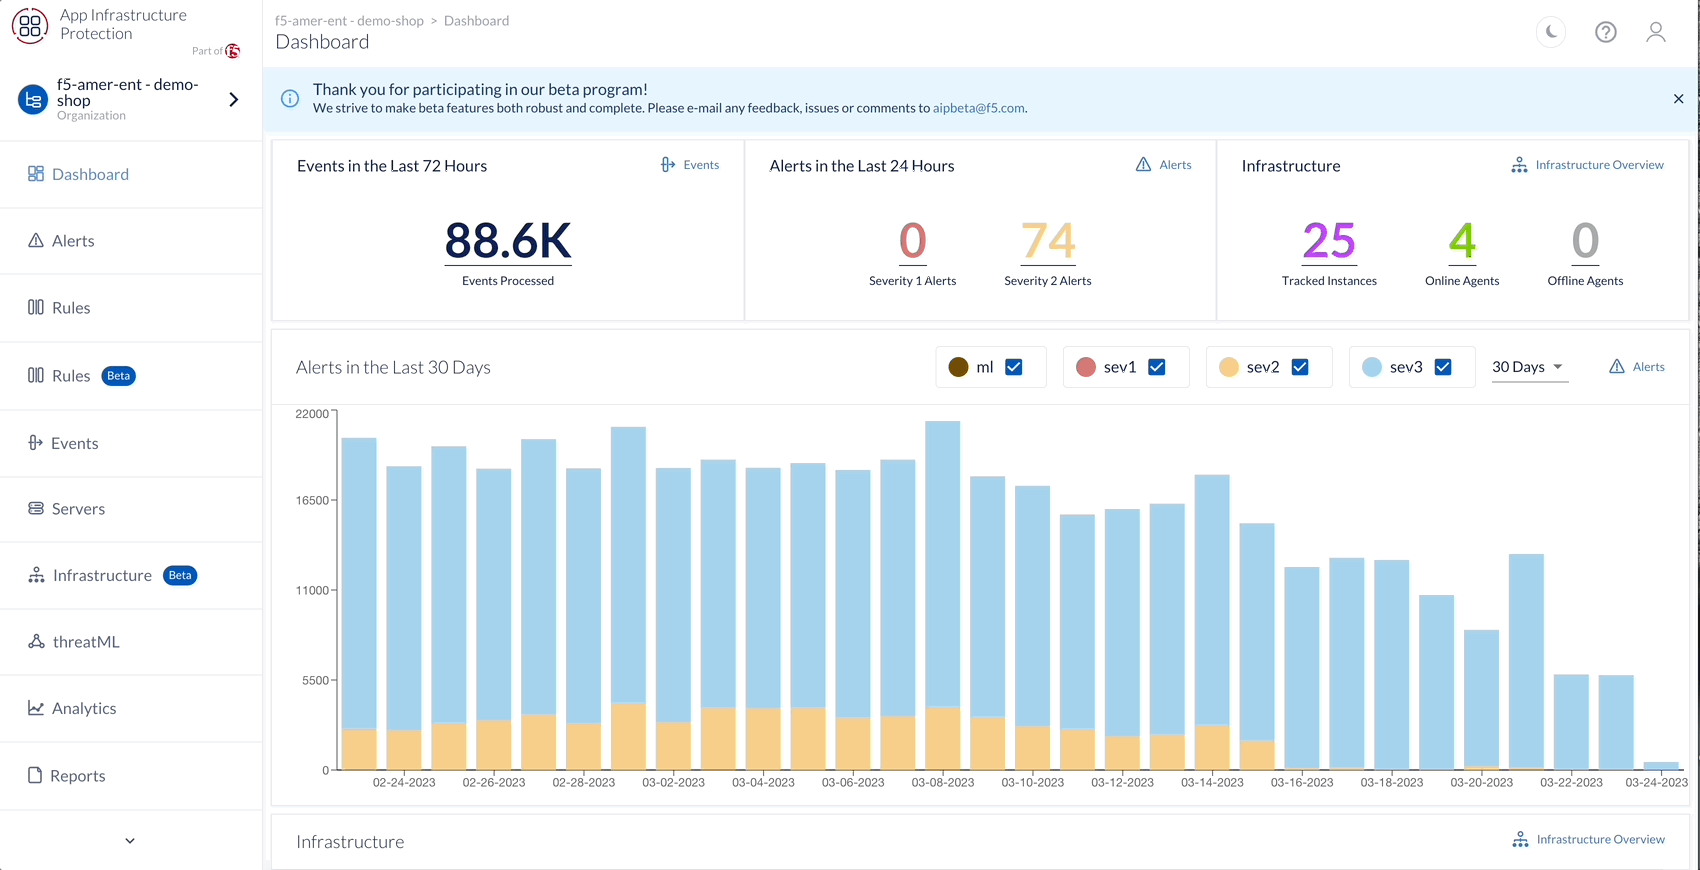 App Infrastructure
Protection
Part of f5
f5-amer-ent - demo-
shop
Organization
Dashboard
Alerts
Rules
Rules Beta
Events
Servers
Infrastructure Beta
threatML
Analytics
Reports
f5-amer-ent - demo-shop > Dashboard
Dashboard
Thank you for participating in our beta program!
We strive to make beta features both robust and complete. Please e-mail any feedback, issues or comments to aipbeta@f5.com.
Events in the Last 72 Hours Events
88.6K
Events Processed
Alerts in the Last 24 Hours Alerts
0 74
Severity 1 Alerts Severity 2 Alerts
Infrastructure Infrastructure Overview
25 4 0
Tracked Instances Online Agents Offline Agents
Alerts in the Last 30 Days ml sev1 sev2 sev3 30 Days Alerts
22000
16500
11000
5500
0
02-24-2023 02-26-2023 02-28-2023 03-02-2023 03-04-2023 03-06-2023 03-08-2023 03-10-2023 03-12-2023 03-14-2023 03-16-2023 03-18-2023 03-20-2023 03-22-2023 03-24-2023
Infrastructure Infrastructure Overview